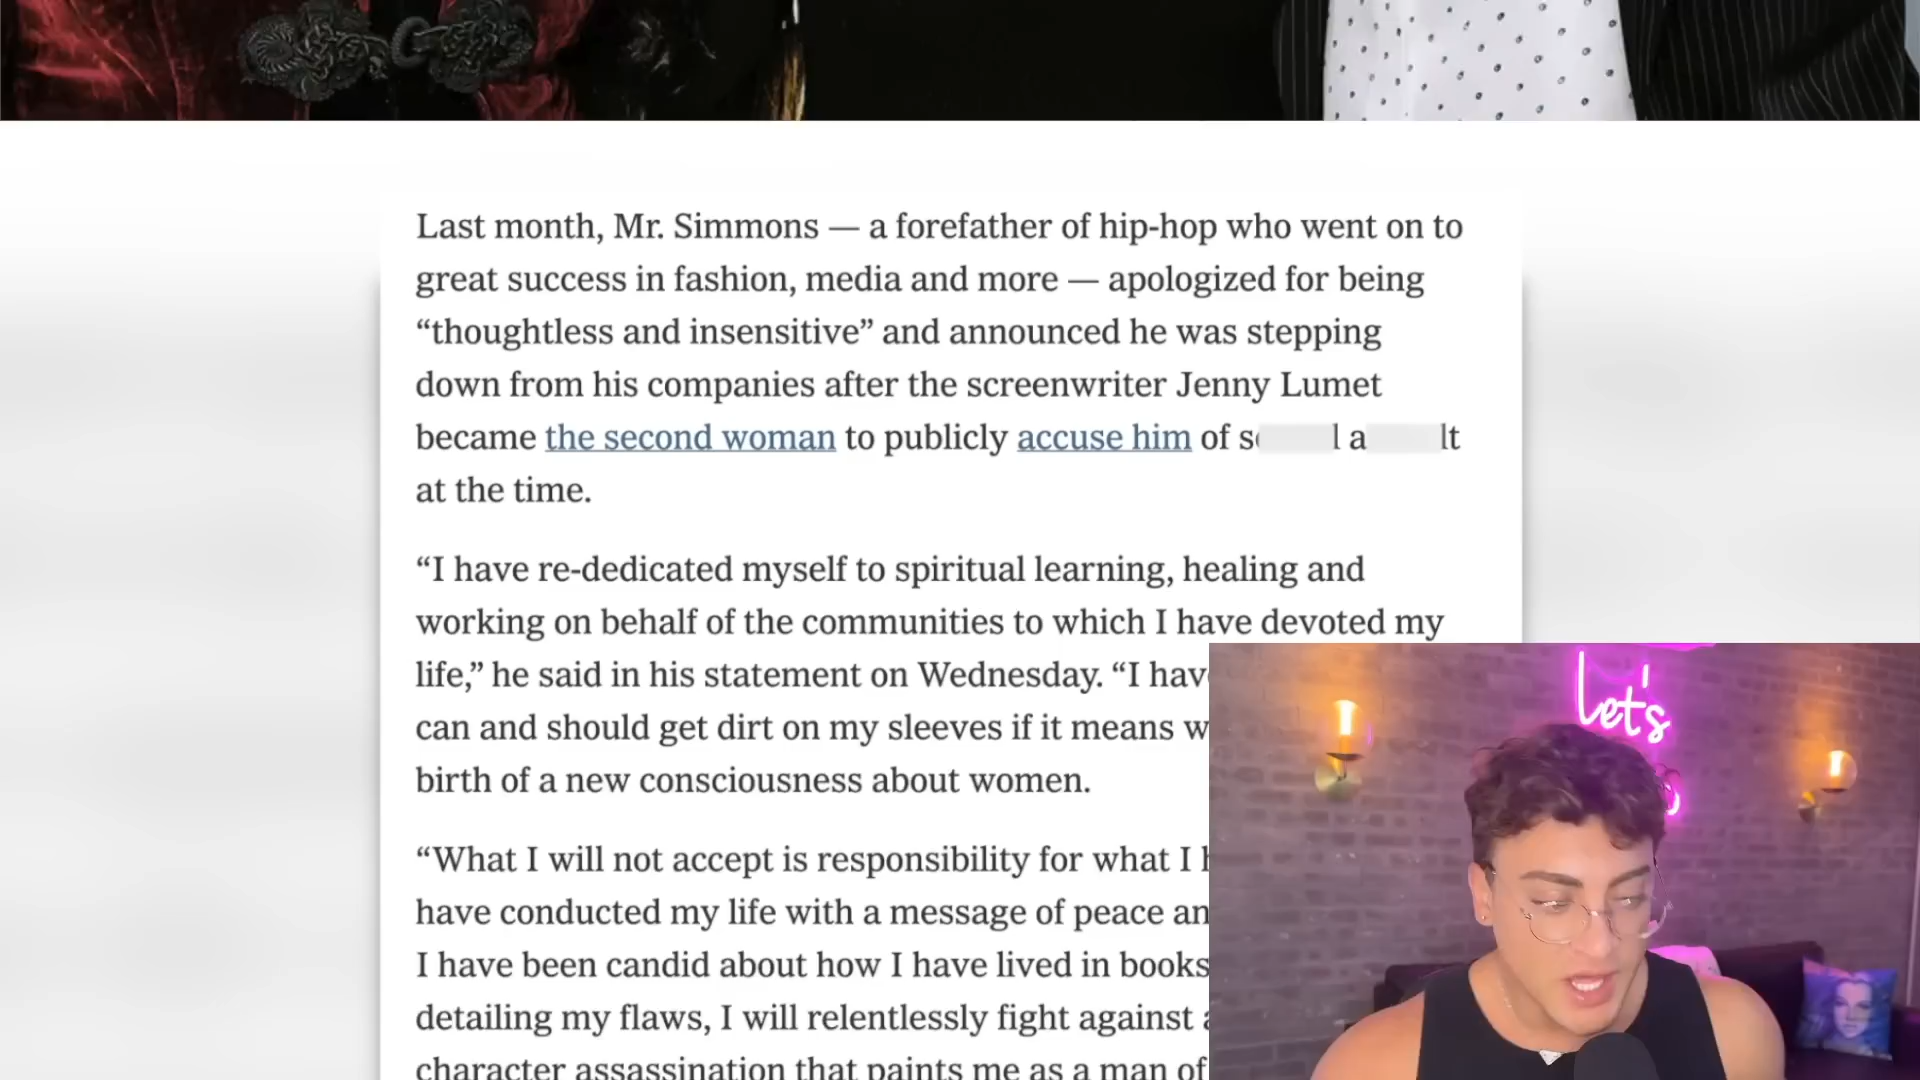 Last month, Mr. Simmons — a forefather of hip-hop who went on to
great success in fashion, media and more — apologized for being
“thoughtless and insensitive” and announced he was stepping
down from his companies after the screenwriter Jenny Lumet
became the second woman to publicly accuse him of s l a lt
at the time.
“I have re-dedicated myself to spiritual learning, healing and
working on behalf of the communities to which I have devoted my
life,” he said in his statement on Wednesday. “I hav
can and should get dirt on my sleeves if it means w
birth of a new consciousness about women.
“What I will not accept is responsibility for what I h
have conducted my life with a message of peace an
I have been candid about how I have lived in books
detailing my flaws, I will relentlessly fight against a
character assassination that paints me as a man of
let's